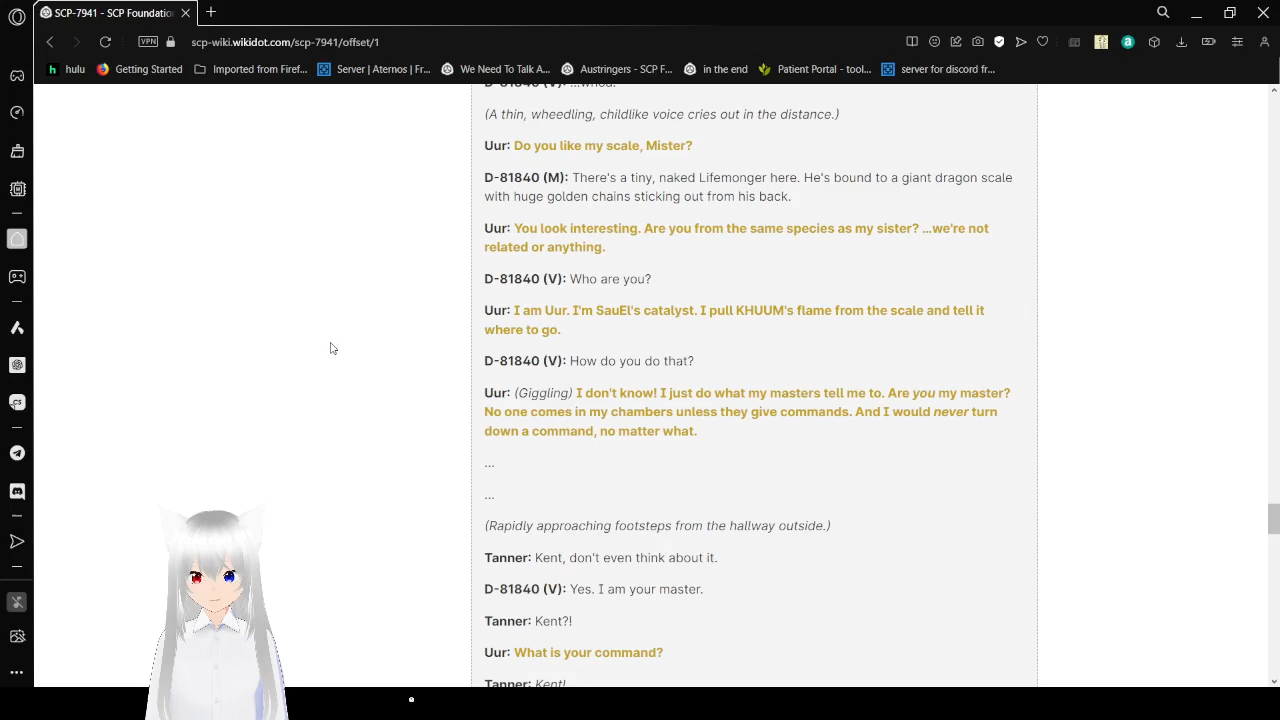 SCP-7941 - SCP Foundatio
scp-wiki.wikidot.com/scp-7941/offset/1
VPN
hulu
Getting Started
Imported from Firef...
Server | Aternos | Fr...
We Need To Talk A...
Austringers - SCP F...
in the end
Patient Portal - tool...
server for discord fr...
D-81840 (V): ...whoa.
(A thin, wheedling, childlike voice cries out in the distance.)
Uur: Do you like my scale, Mister?
D-81840 (M): There's a tiny, naked Lifemonger here. He's bound to a giant dragon scale
with huge golden chains sticking out from his back.
Uur: You look interesting. Are you from the same species as my sister? …we're not
related or anything.
D-81840 (V): Who are you?
Uur: I am Uur. I'm SauEl's catalyst. I pull KHUUM's flame from the scale and tell it
where to go.
D-81840 (V): How do you do that?
Uur: (Giggling) I don't know! I just do what my masters tell me to. Are you my master?
No one comes in my chambers unless they give commands. And I would never turn
down a command, no matter what.
…
…
(Rapidly approaching footsteps from the hallway outside.)
Tanner: Kent, don't even think about it.
D-81840 (V): Yes. I am your master.
Tanner: Kent?!
Uur: What is your command?
Tanner: Kent!